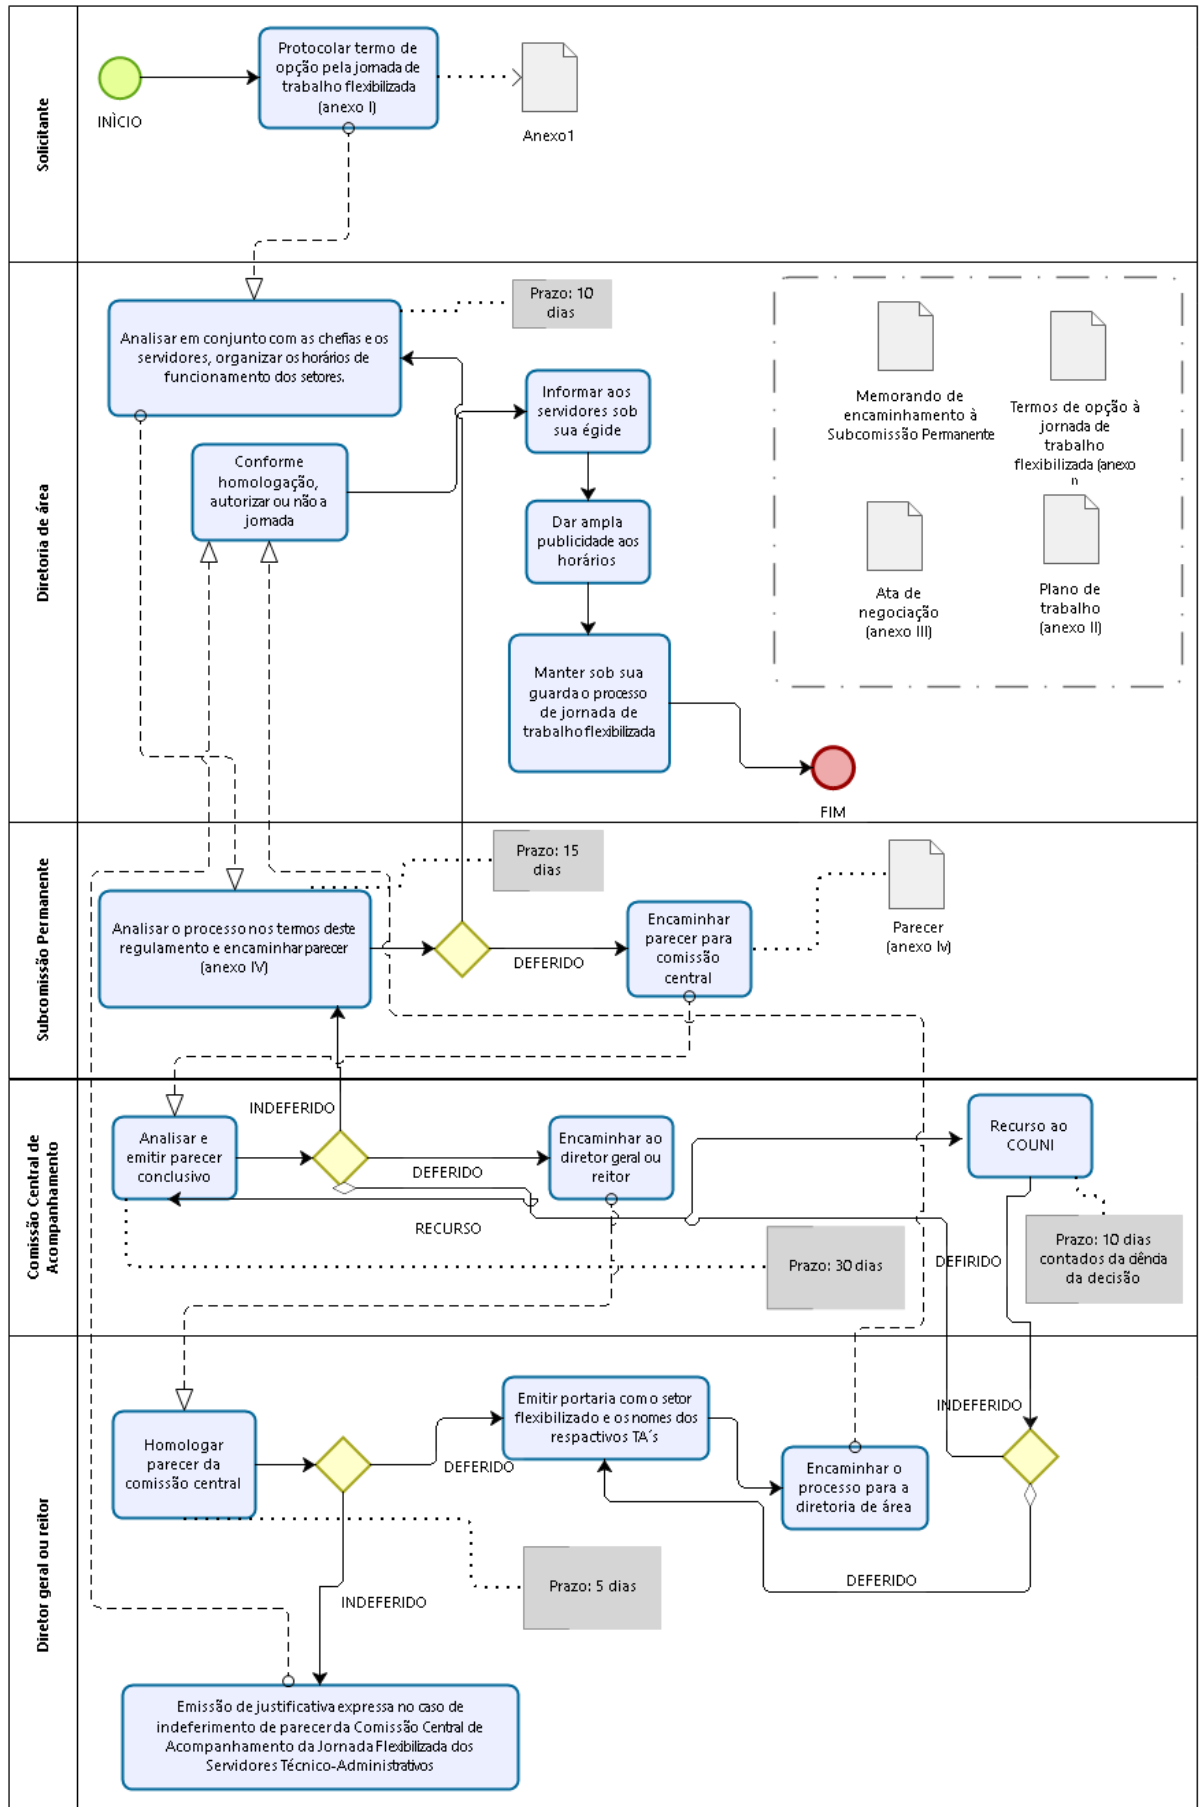 Solicitante
INÌCIO
Protocolar termo de
opção pela jornada de
trabalho flexibilizada
(anexo I)
Anexo1
Diretoria de área
Analisar em conjunto com as chefias e os
servidores, organizar os horários de
funcionamento dos setores.
Prazo: 10
dias
Conforme
homologação,
autorizar ou não a
jornada
Informar aos
servidores sob
sua égide
Dar ampla
publicidade aos
horários
Manter sob sua
guarda o processo
de jornada de
trabalho flexibilizada
FIM
Memorando de
encaminhamento à
Subcomissão Permanente
Termos de opção à
jornada de
trabalho
flexibilizada (anexo
Ata de
negociação
(anexo III)
Plano de
trabalho
(anexo II)
Subcomissão Permanente
Prazo: 15
dias
Analisar o processo nos termos deste
regulamento e encaminhar parecer
(anexo IV)
DEFERIDO
Encaminhar
parecer para
comissão
central
Parecer
(anexo Iv)
Comissão Central de
Acompanhamento
INDEFERIDO
Analisar e
emitir parecer
conclusivo
DEFERIDO
Encaminhar ao
diretor geral ou
reitor
RECURSO
Recurso ao
COUNI
Prazo: 30 dias
DEFIRIDO
Prazo: 10 dias
contados da ciência
da decisão
Diretor geral ou reitor
Homologar
parecer da
comissão central
DEFERIDO
Emitir portaria com o setor
flexibilizado e os nomes dos
respactivos TA´s
Encaminhar o
processo para a
diretoria de área
INDEFERIDO
DEFERIDO
Prazo: 5 dias
INDEFERIDO
Emissão de justificativa expressa no caso de
indeferimento de parecer da Comissão Central de
Acompanhamento da Jornada Flexibilizada dos
Servidores Técnico-Administrativos